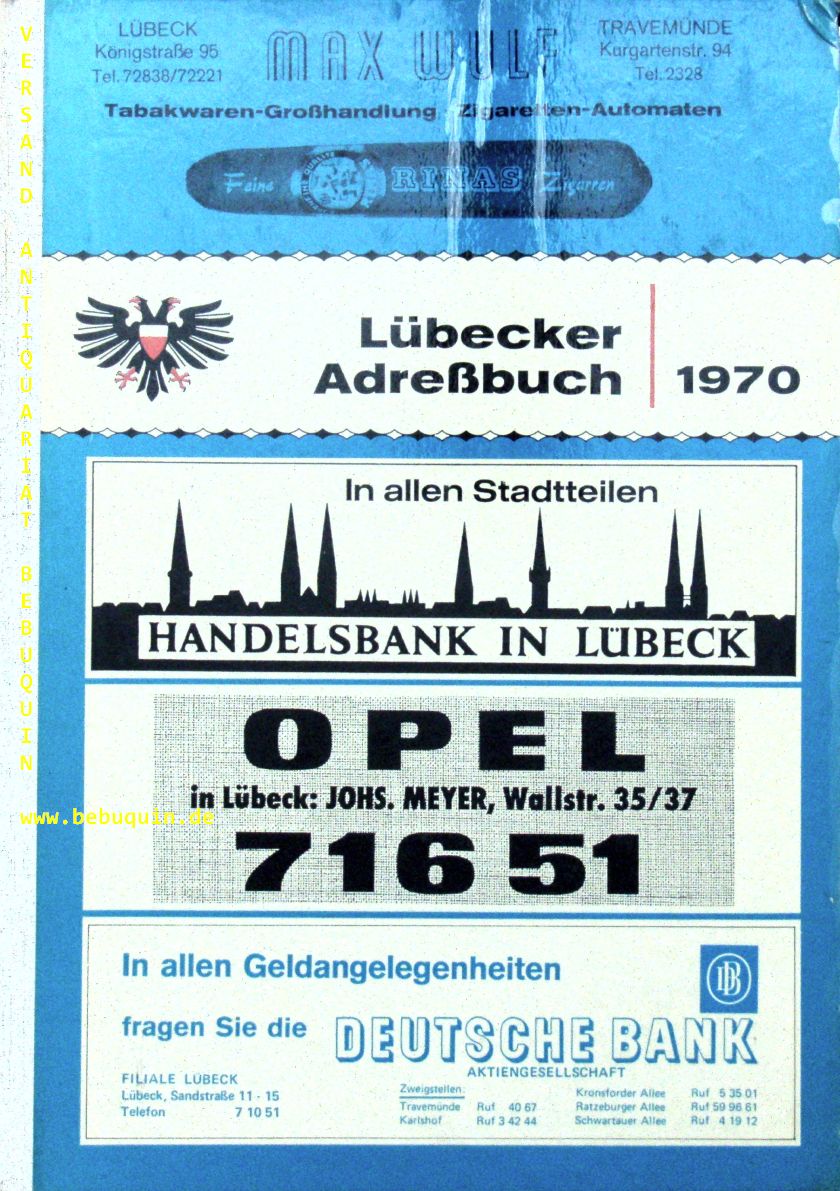 LÜBECK
Königstraße 95
Tel. 72838/72221
MAX WULF
TRAVEMÜNDE
Kurgartenstr. 94
Tel. 2328
Tabakwaren-Großhandlung Zigaretten-Automaten
Feine RINAS Zigarren
Lübecker
Adreßbuch 1970
In allen Stadtteilen
HANDELSBANK IN LÜBECK
OPEL
in Lübeck: JOHS. MEYER, Wallstr. 35/37
716 51
In allen Geldangelegenheiten
DB
fragen Sie die DEUTSCHE BANK
AKTIENGESELLSCHAFT
FILIALE LÜBECK
Lübeck, Sandstraße 11 - 15
Telefon 7 10 51
Zweigstellen:
Travemünde Ruf 40 67
Karlshof Ruf 3 42 44
Kronsforder Allee Ruf 5 35 01
Ratzeburger Allee Ruf 59 96 61
Schwartauer Allee Ruf 4 19 12
VERSAND ANTIQUARIAT BEBUQUIN
www.bebuquin.de